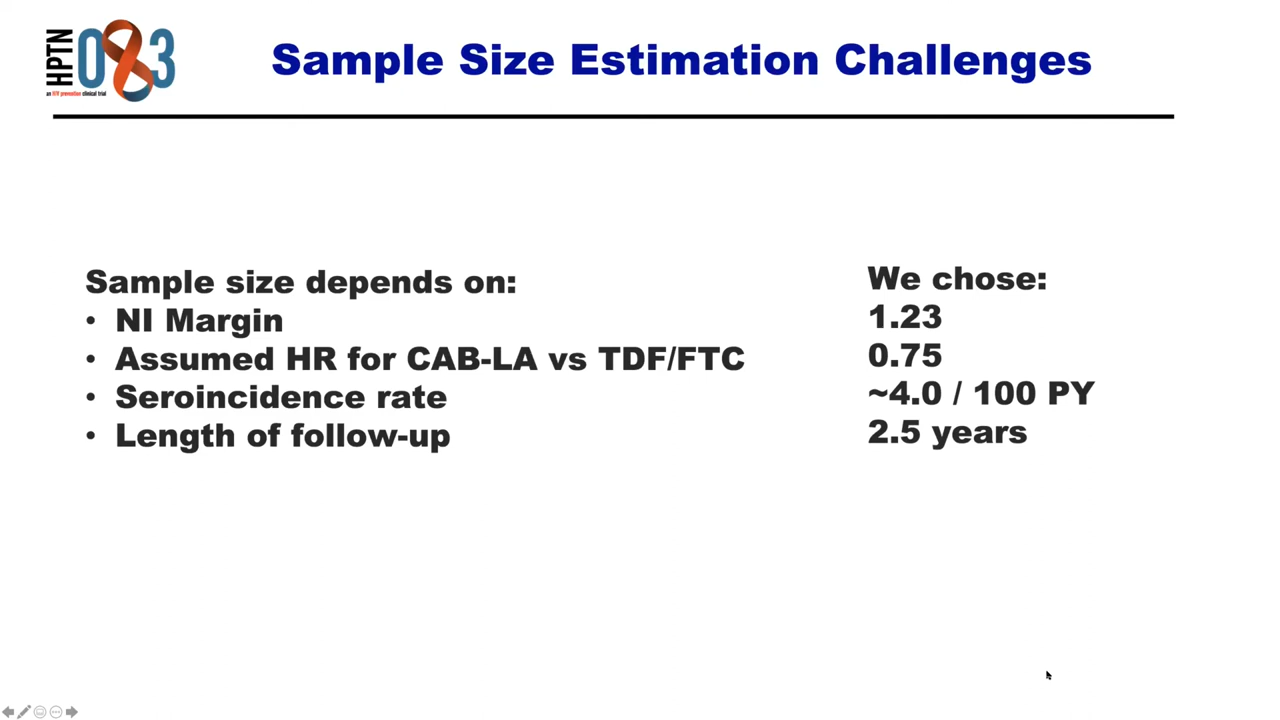 HPTN 083
an HIV prevention clinical trial
Sample Size Estimation Challenges
Sample size depends on:
• NI Margin
• Assumed HR for CAB-LA vs TDF/FTC
• Seroincidence rate
• Length of follow-up
We chose:
1.23
0.75
~4.0 / 100 PY
2.5 years